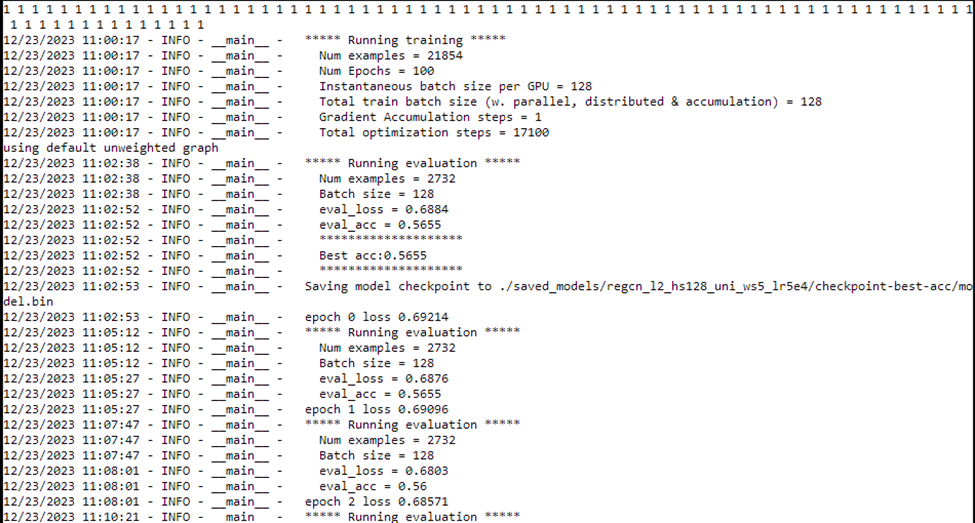 1 1 1 1 1 1 1 1 1 1 1 1 1 1 1 1 1 1 1 1 1 1 1 1 1 1 1 1 1 1 1 1 1 1 1 1 1 1 1 1 1 1 1 1 1 1 1 1 1 1 1 1 1 1 1 1 1 1 1 1 1 1 1 1 1 1 1 1
1 1 1 1 1 1 1 1 1 1 1 1 1 1
12/23/2023 11:00:17 - INFO - __main__ -   ***** Running training *****
12/23/2023 11:00:17 - INFO - __main__ -     Num examples = 21854
12/23/2023 11:00:17 - INFO - __main__ -     Num Epochs = 100
12/23/2023 11:00:17 - INFO - __main__ -     Instantaneous batch size per GPU = 128
12/23/2023 11:00:17 - INFO - __main__ -     Total train batch size (w. parallel, distributed & accumulation) = 128
12/23/2023 11:00:17 - INFO - __main__ -     Gradient Accumulation steps = 1
12/23/2023 11:00:17 - INFO - __main__ -     Total optimization steps = 17100
using default unweighted graph
12/23/2023 11:02:38 - INFO - __main__ -   ***** Running evaluation *****
12/23/2023 11:02:38 - INFO - __main__ -     Num examples = 2732
12/23/2023 11:02:38 - INFO - __main__ -     Batch size = 128
12/23/2023 11:02:52 - INFO - __main__ -     eval_loss = 0.6884
12/23/2023 11:02:52 - INFO - __main__ -     eval_acc = 0.5655
12/23/2023 11:02:52 - INFO - __main__ -     ********************
12/23/2023 11:02:52 - INFO - __main__ -     Best acc:0.5655
12/23/2023 11:02:52 - INFO - __main__ -     ********************
12/23/2023 11:02:53 - INFO - __main__ -   Saving model checkpoint to ./saved_models/regcn_l2_hs128_uni_ws5_lr5e4/checkpoint-best-acc/mo
del.bin
12/23/2023 11:02:53 - INFO - __main__ -   epoch 0 loss 0.69214
12/23/2023 11:05:12 - INFO - __main__ -   ***** Running evaluation *****
12/23/2023 11:05:12 - INFO - __main__ -     Num examples = 2732
12/23/2023 11:05:12 - INFO - __main__ -     Batch size = 128
12/23/2023 11:05:27 - INFO - __main__ -     eval_loss = 0.6876
12/23/2023 11:05:27 - INFO - __main__ -     eval_acc = 0.5655
12/23/2023 11:05:27 - INFO - __main__ -   epoch 1 loss 0.69096
12/23/2023 11:07:47 - INFO - __main__ -   ***** Running evaluation *****
12/23/2023 11:07:47 - INFO - __main__ -     Num examples = 2732
12/23/2023 11:07:47 - INFO - __main__ -     Batch size = 128
12/23/2023 11:08:01 - INFO - __main__ -     eval_loss = 0.6803
12/23/2023 11:08:01 - INFO - __main__ -     eval_acc = 0.56
12/23/2023 11:08:01 - INFO - __main__ -   epoch 2 loss 0.68571
12/23/2023 11:10:21 - INFO - __main__ -   ***** Running evaluation *****